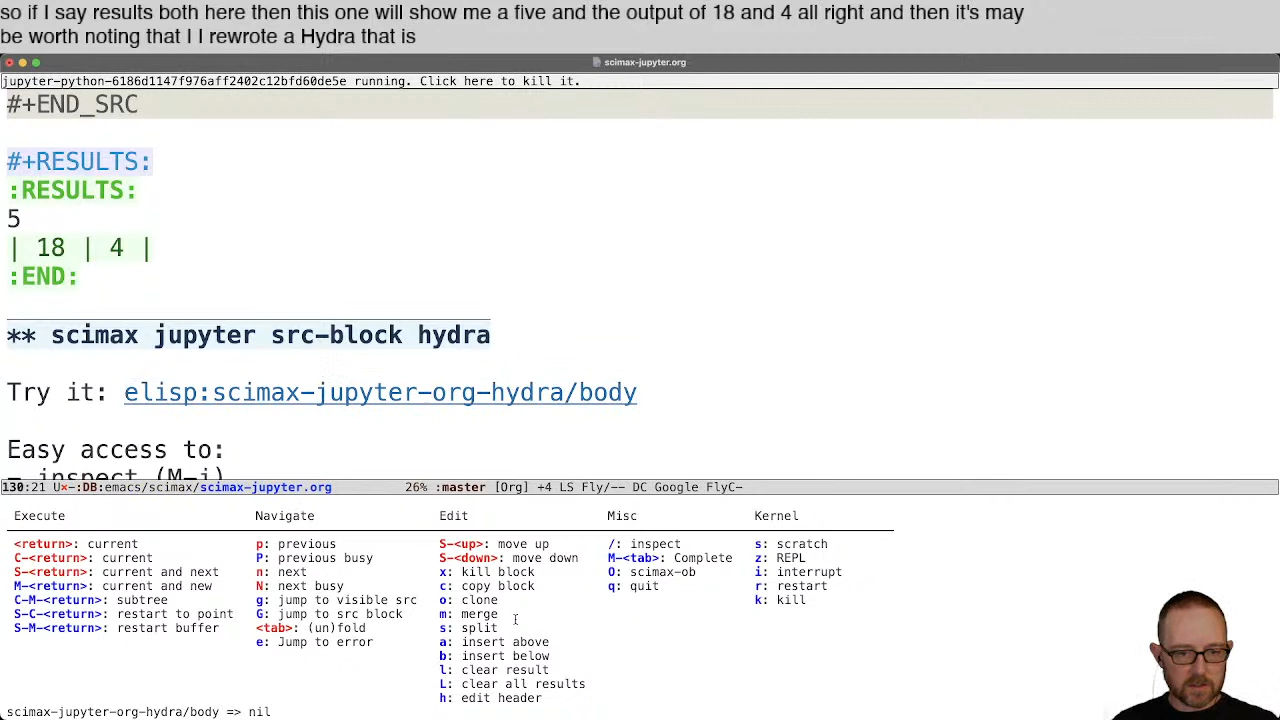 so if I say results both here then this one will show me a five and the output of 18 and 4 all right and then it's may
be worth noting that I I rewrote a Hydra that is
scimax-jupyter.org
jupyter-python-6186d1147f976aff2402c12bfd60de5e running. Click here to kill it.
#+END_SRC
#+RESULTS:
:RESULTS:
5
| 18 | 4 |
:END:
** scimax jupyter src-block hydra
Try it: elisp:scimax-jupyter-org-hydra/body
Easy access to:
- inspect (M-i)
130:21 U×-:DB:emacs/scimax/scimax-jupyter.org 26% :master [Org] +4 LS Fly/-- DC Google FlyC-
Execute Navigate Edit Misc Kernel
<return>: current p: previous S-<up>: move up /: inspect s: scratch
C-<return>: current P: previous busy S-<down>: move down M-<tab>: Complete z: REPL
S-<return>: current and next n: next x: kill block O: scimax-ob i: interrupt
M-<return>: current and new N: next busy c: copy block q: quit r: restart
C-M-<return>: subtree g: jump to visible src o: clone k: kill
S-C-<return>: restart to point G: jump to src block m: merge
S-M-<return>: restart buffer <tab>: (un)fold s: split
e: Jump to error a: insert above
b: insert below
l: clear result
L: clear all results
h: edit header
scimax-jupyter-org-hydra/body => nil